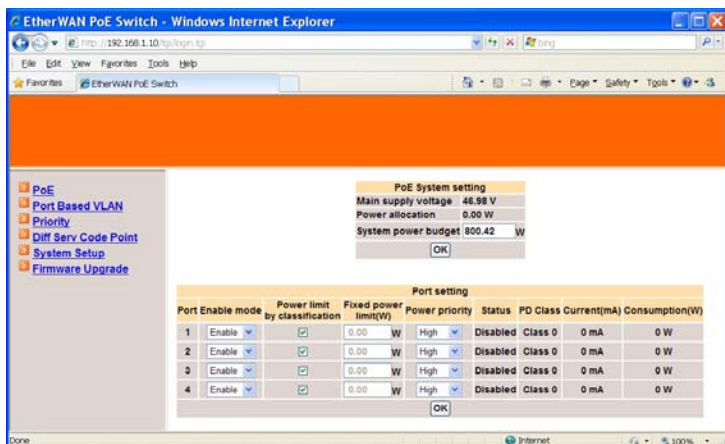 EtherWAN PoE Switch - Windows Internet Explorer
http://192.168.1.10/tgi/login.tgi
bing
File Edit View Favorites Tools Help
Favorites EtherWAN PoE Switch Page Safety Tools
PoE
Port Based VLAN
Priority
Diff Serv Code Point
System Setup
Firmware Upgrade
PoE System setting
Main supply voltage 46.98 V
Power allocation 0.00 W
System power budget 800.42 W
OK
Port setting
Port Enable mode Power limit by classification Fixed power limit(W) Power priority Status PD Class Current(mA) Consumption(W)
1 Enable 0.00 W High Disabled Class 0 0 mA 0 W
2 Enable 0.00 W High Disabled Class 0 0 mA 0 W
3 Enable 0.00 W High Disabled Class 0 0 mA 0 W
4 Enable 0.00 W High Disabled Class 0 0 mA 0 W
OK
Done Internet 100%